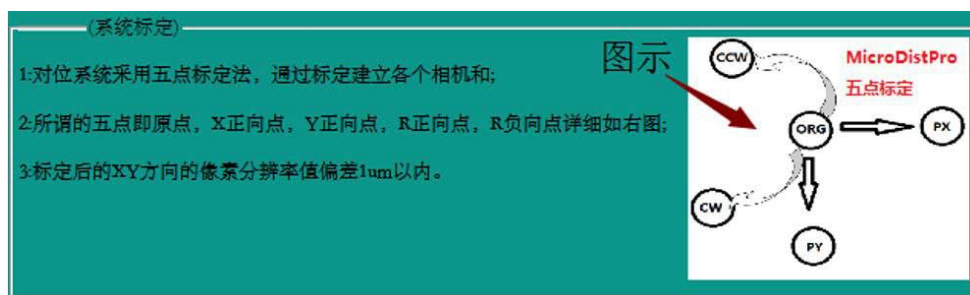 (系统标定)
1:对位系统采用五点标定法，通过标定建立各个相机和;
2:所谓的五点即原点，X正向点，Y正向点，R正向点，R负向点详细如右图;
3:标定后的XY方向的像素分辨率值偏差1um以内。
图示
MicroDistPro
五点标定
CCW
ORG
PX
CW
PY